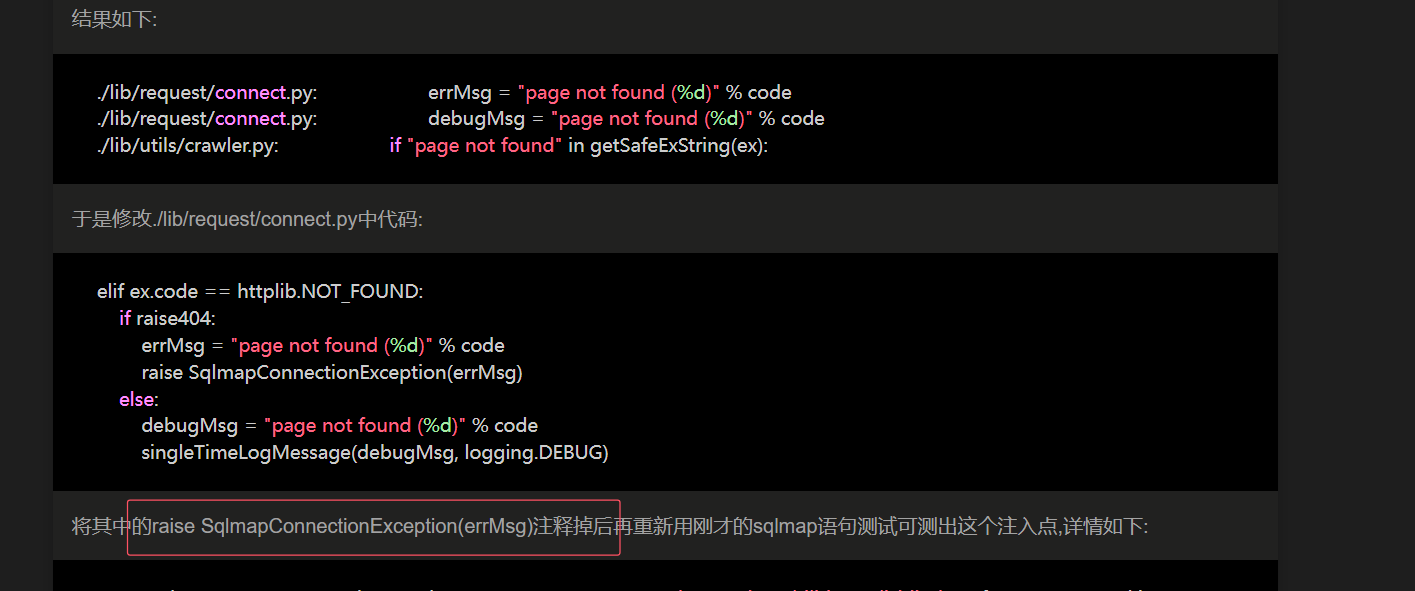 结果如下:
./lib/request/connect.py: errMsg = "page not found (%d)" % code
./lib/request/connect.py: debugMsg = "page not found (%d)" % code
./lib/utils/crawler.py: if "page not found" in getSafeExString(ex):
于是修改./lib/request/connect.py中代码:
elif ex.code == httplib.NOT_FOUND:
if raise404:
errMsg = "page not found (%d)" % code
raise SqlmapConnectionException(errMsg)
else:
debugMsg = "page not found (%d)" % code
singleTimeLogMessage(debugMsg, logging.DEBUG)
将其中的raise SqlmapConnectionException(errMsg)注释掉后再重新用刚才的sqlmap语句测试可测出这个注入点,详情如下: